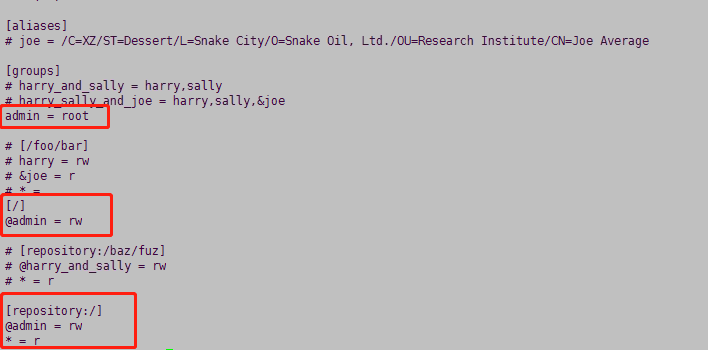 [aliases]
# joe = /C=XZ/ST=Dessert/L=Snake City/O=Snake Oil, Ltd./OU=Research Institute/CN=Joe Average
[groups]
# harry_and_sally = harry,sally
# harry_sally_and_joe = harry,sally,&joe
admin = root
# [/foo/bar]
# harry = rw
# &joe = r
# * =
[/]
@admin = rw
# [repository:/baz/fuz]
# @harry_and_sally = rw
# * = r
[repository:/]
@admin = rw
* = r